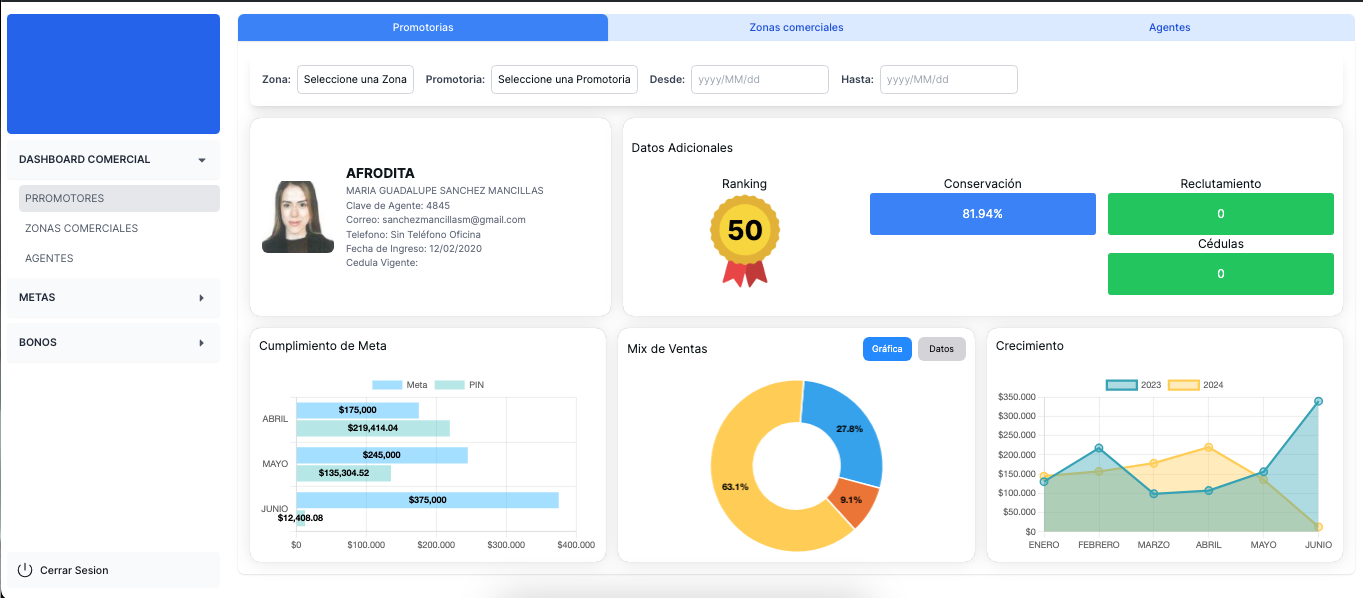 Promotorias
Zonas comerciales
Agentes
Zona: Seleccione una Zona Promotoria: Seleccione una Promotoria Desde: yyyy/MM/dd Hasta: yyyy/MM/dd
DASHBOARD COMERCIAL
PRROMOTORES
ZONAS COMERCIALES
AGENTES
METAS
BONOS
Cerrar Sesion
AFRODITA
MARIA GUADALUPE SANCHEZ MANCILLAS
Clave de Agente: 4845
Correo: sanchezmancillasm@gmail.com
Telefono: Sin Teléfono Oficina
Fecha de Ingreso: 12/02/2020
Cedula Vigente:
Datos Adicionales
Ranking
50
Conservación
81.94%
Reclutamiento
0
Cédulas
0
Cumplimiento de Meta
Meta PIN
ABRIL
$175,000
$219,414.04
MAYO
$245,000
$135,304.52
JUNIO
$375,000
$12,408.08
$0 $100.000 $200.000 $300.000 $400.000
Mix de Ventas
Gráfica
Datos
27.8%
63.1%
9.1%
Crecimiento
2023 2024
$350.000
$300.000
$250.000
$200.000
$150.000
$100.000
$50.000
$0
ENERO FEBRERO MARZO ABRIL MAYO JUNIO